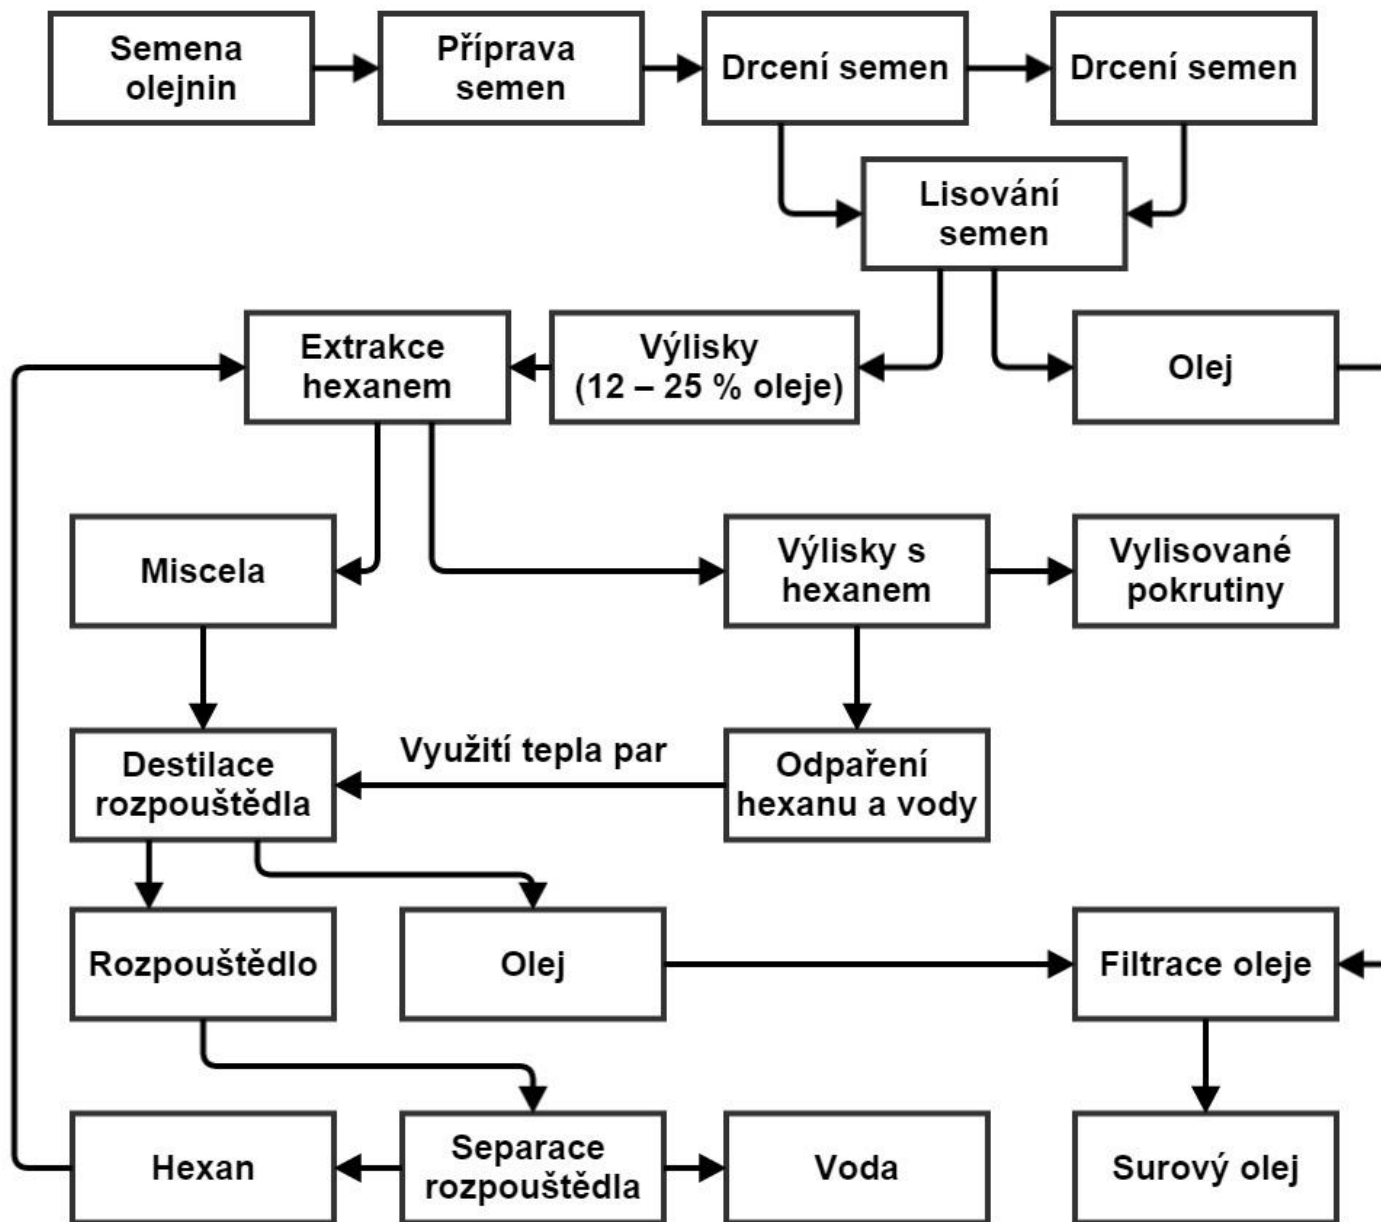 Semena
olejnin
Příprava
semen
Drcení semen
Drcení semen
Lisování
semen
Extrakce
hexanem
Výlisky
(12 – 25 % oleje)
Olej
Miscela
Výlisky s
hexanem
Vylisované
pokrutiny
Destilace
rozpouštědla
Využití tepla par
Odpaření
hexanu a vody
Rozpouštědlo
Olej
Filtrace oleje
Hexan
Separace
rozpouštědla
Voda
Surový olej